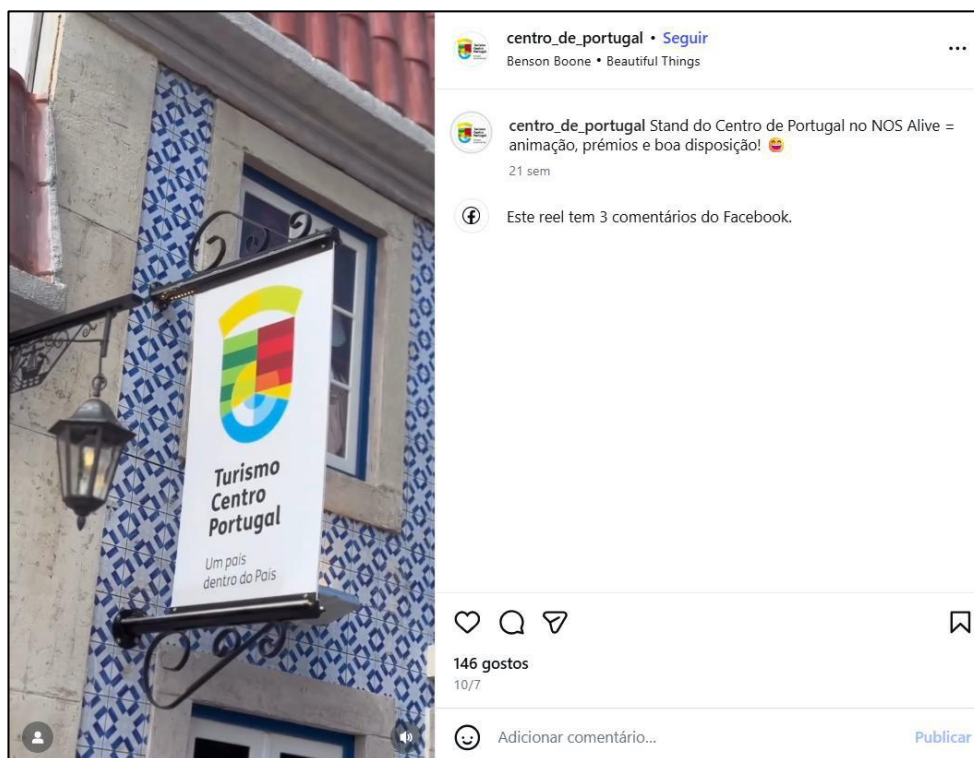 centro_de_portugal • Seguir
Benson Boone • Beautiful Things
centro_de_portugal Stand do Centro de Portugal no NOS Alive =
animação, prémios e boa disposição! 😆
21 sem
Este reel tem 3 comentários do Facebook.
Turismo
Centro
Portugal
Um país
dentro do País
146 gostos
10/7
Adicionar comentário...
Publicar